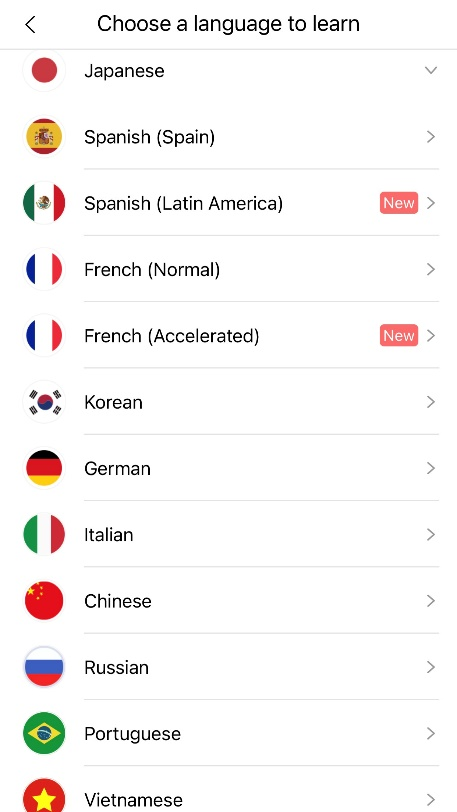 Choose a language to learn
Japanese
Spanish (Spain)
Spanish (Latin America) New
French (Normal)
French (Accelerated) New
Korean
German
Italian
Chinese
Russian
Portuguese
Vietnamese